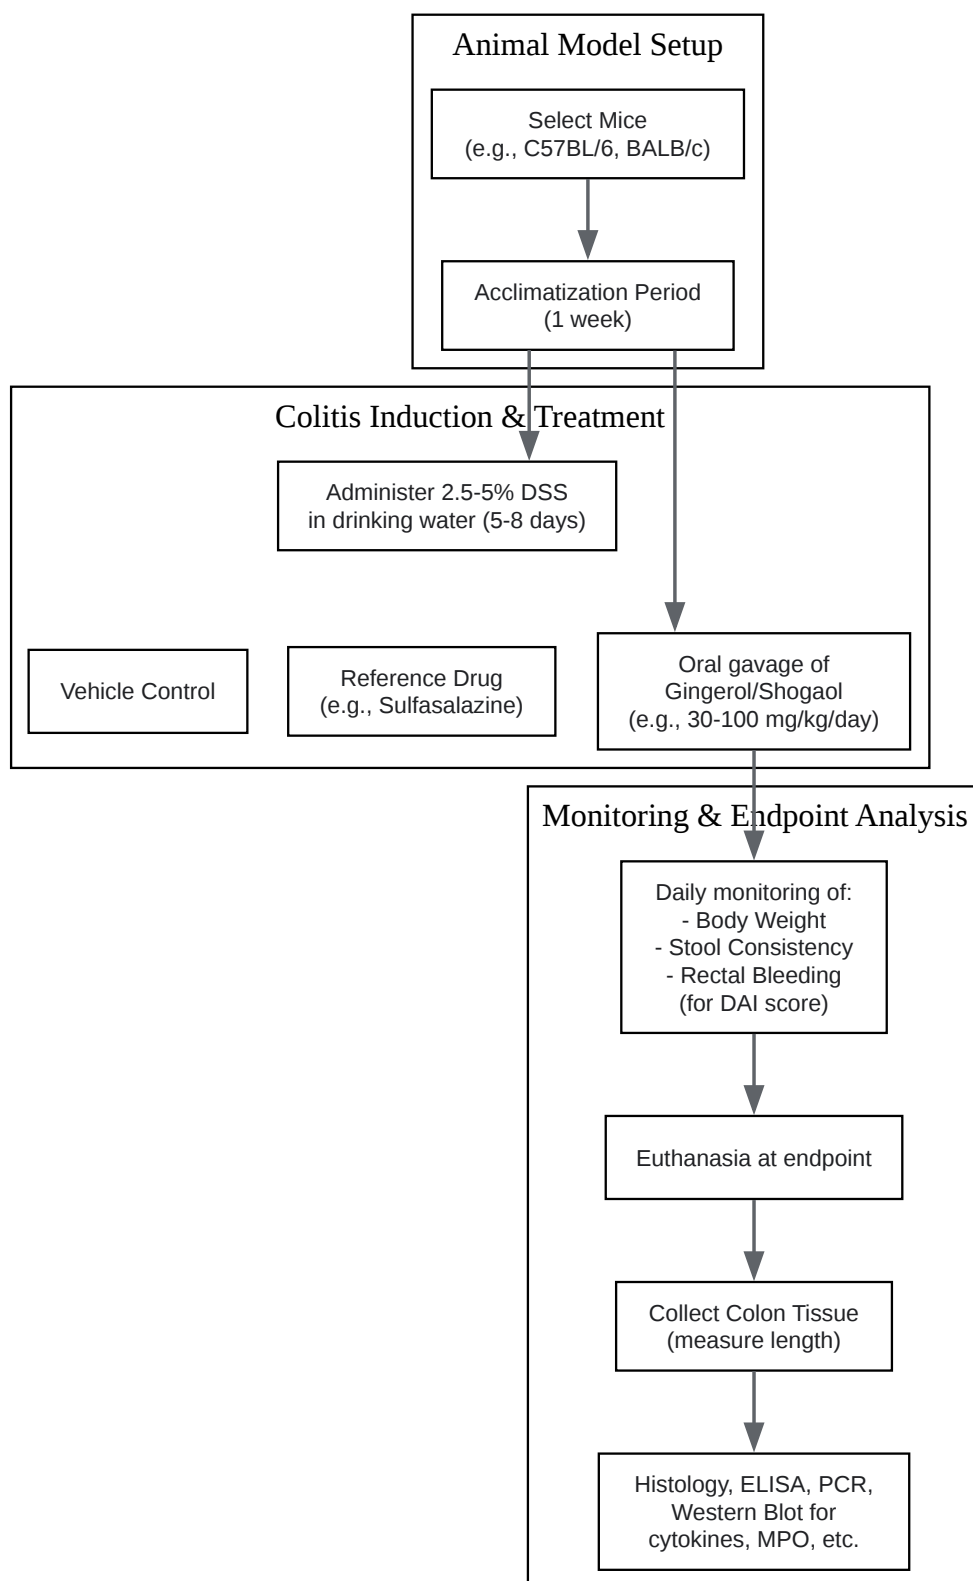 Animal Model Setup
Select Mice
(e.g., C57BL/6, BALB/c)
Acclimatization Period
(1 week)
Colitis Induction & Treatment
Administer 2.5-5% DSS
in drinking water (5-8 days)
Vehicle Control
Reference Drug
(e.g., Sulfasalazine)
Oral gavage of
Gingerol/Shogaol
(e.g., 30-100 mg/kg/day)
Monitoring & Endpoint Analysis
Daily monitoring of:
- Body Weight
- Stool Consistency
- Rectal Bleeding
(for DAI score)
Euthanasia at endpoint
Collect Colon Tissue
(measure length)
Histology, ELISA, PCR,
Western Blot for
cytokines, MPO, etc.